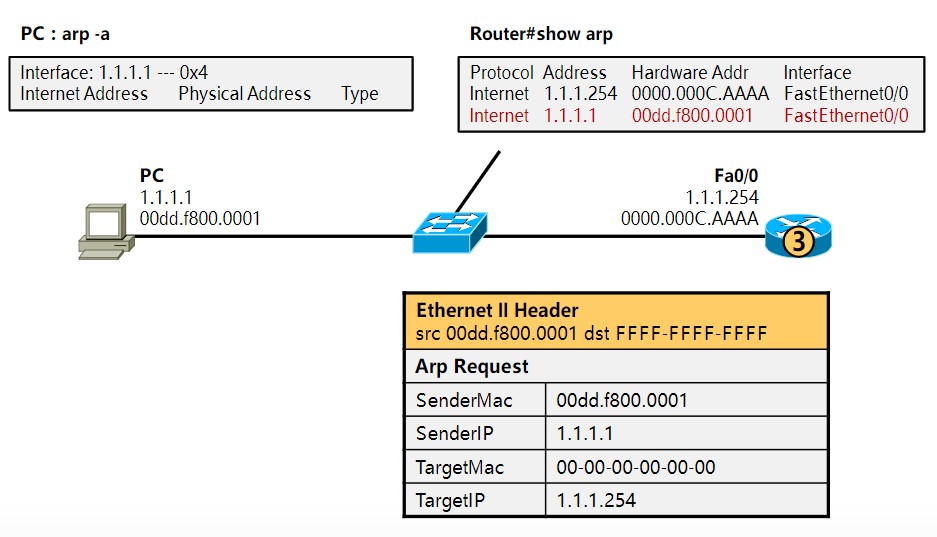 PC : arp -a
Interface: 1.1.1.1 --- 0x4
Internet Address Physical Address Type
Router#show arp
Protocol Address Hardware Addr Interface
Internet 1.1.1.254 0000.000C.AAAA FastEthernet0/0
Internet 1.1.1.1 00dd.f800.0001 FastEthernet0/0
PC
1.1.1.1
00dd.f800.0001
Fa0/0
1.1.1.254
0000.000C.AAAA
3
Ethernet II Header
src 00dd.f800.0001 dst FFFF-FFFF-FFFF
Arp Request
SenderMac 00dd.f800.0001
SenderIP 1.1.1.1
TargetMac 00-00-00-00-00-00
TargetIP 1.1.1.254